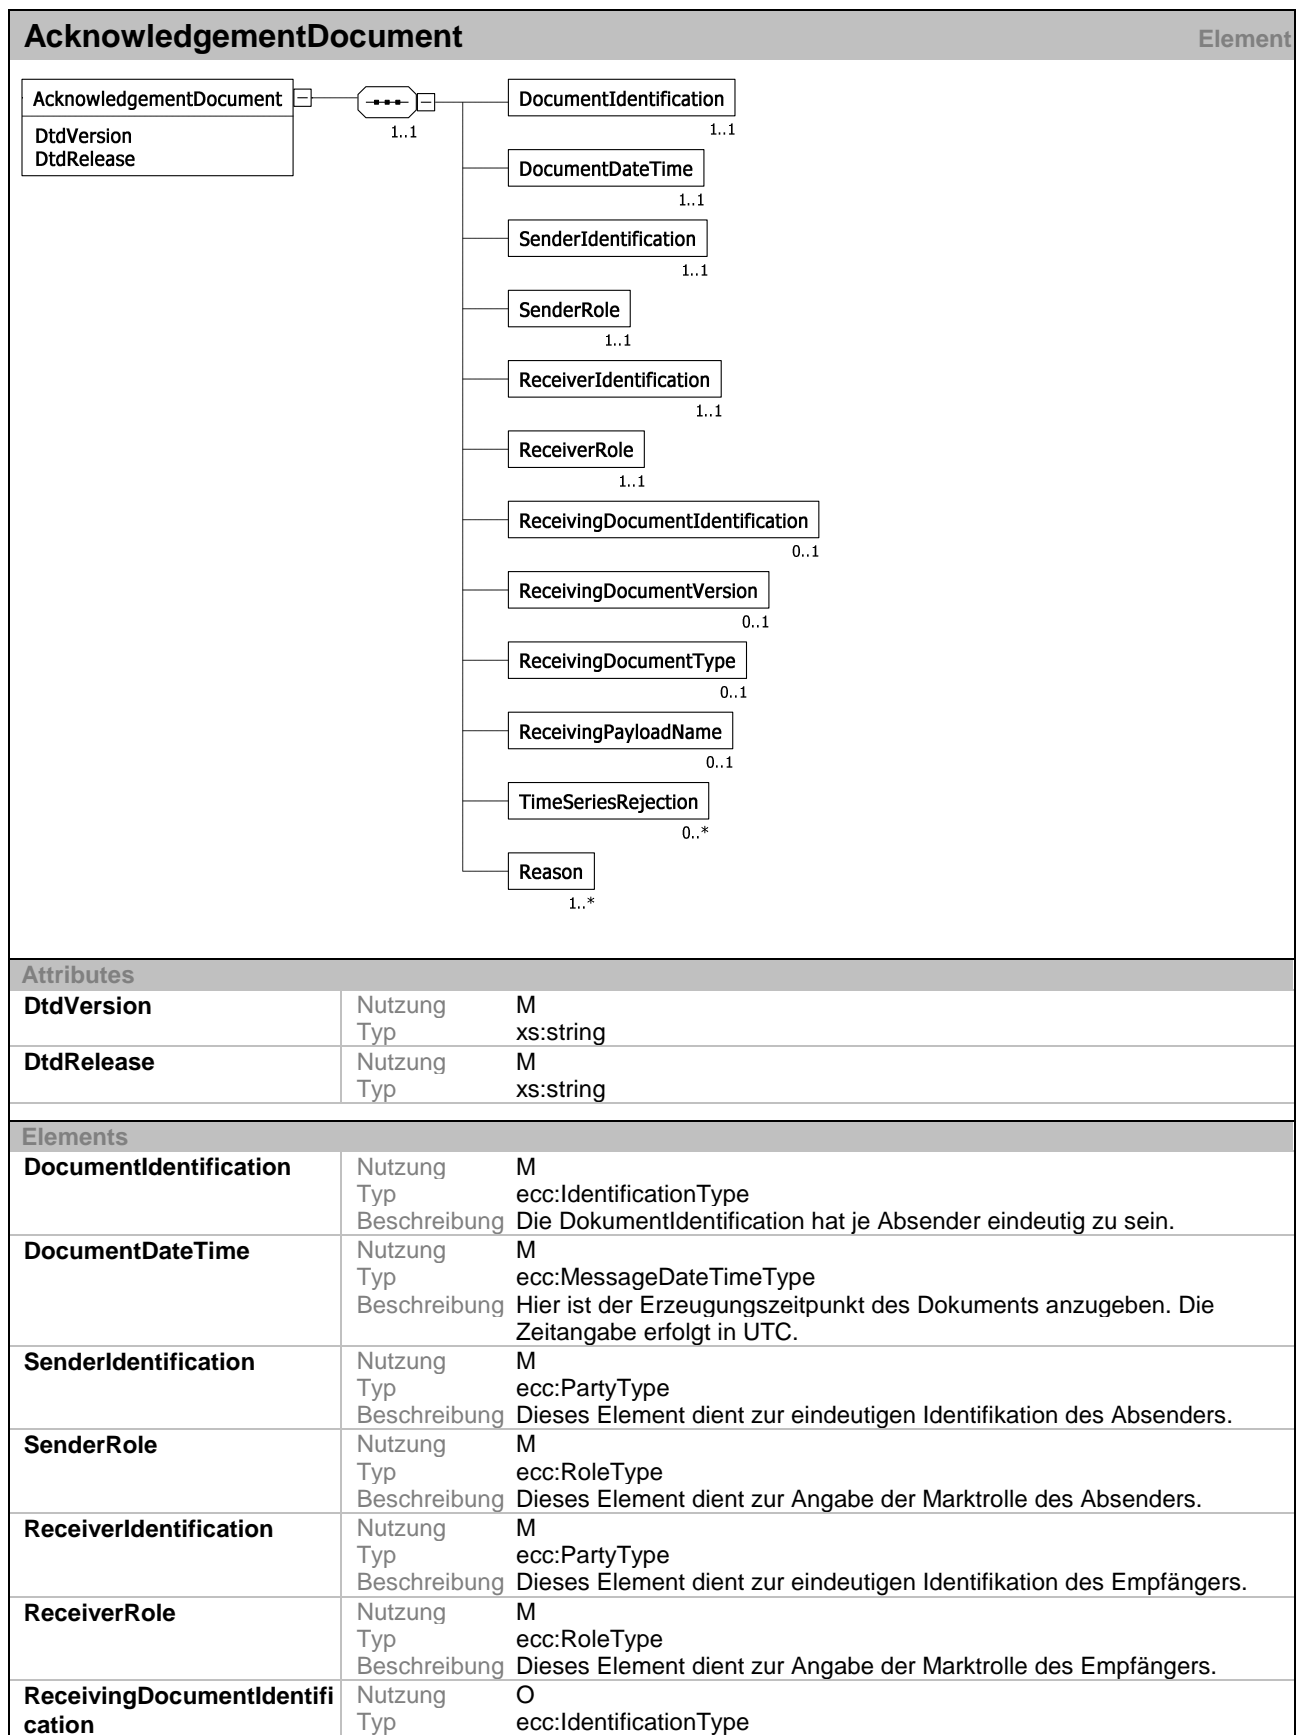 AcknowledgementDocument Element
AcknowledgementDocument
DtdVersion
DtdRelease
1..1
DocumentIdentification
1..1
DocumentDateTime
1..1
SenderIdentification
1..1
SenderRole
1..1
ReceiverIdentification
1..1
ReceiverRole
1..1
ReceivingDocumentIdentification
0..1
ReceivingDocumentVersion
0..1
ReceivingDocumentType
0..1
ReceivingPayloadName
0..1
TimeSeriesRejection
0..*
Reason
1..*
Attributes
DtdVersion Nutzung M
Typ xs:string
DtdRelease Nutzung M
Typ xs:string
Elements
DocumentIdentification Nutzung M
Typ ecc:IdentificationType
Beschreibung Die DokumentIdentification hat je Absender eindeutig zu sein.
DocumentDateTime Nutzung M
Typ ecc:MessageDateTimeType
Beschreibung Hier ist der Erzeugungszeitpunkt des Dokuments anzugeben. Die
Zeitangabe erfolgt in UTC.
SenderIdentification Nutzung M
Typ ecc:PartyType
Beschreibung Dieses Element dient zur eindeutigen Identifikation des Absenders.
SenderRole Nutzung M
Typ ecc:RoleType
Beschreibung Dieses Element dient zur Angabe der Marktrolle des Absenders.
ReceiverIdentification Nutzung M
Typ ecc:PartyType
Beschreibung Dieses Element dient zur eindeutigen Identifikation des Empfängers.
ReceiverRole Nutzung M
Typ ecc:RoleType
Beschreibung Dieses Element dient zur Angabe der Marktrolle des Empfängers.
ReceivingDocumentIdentifi Nutzung O
cation Typ ecc:IdentificationType